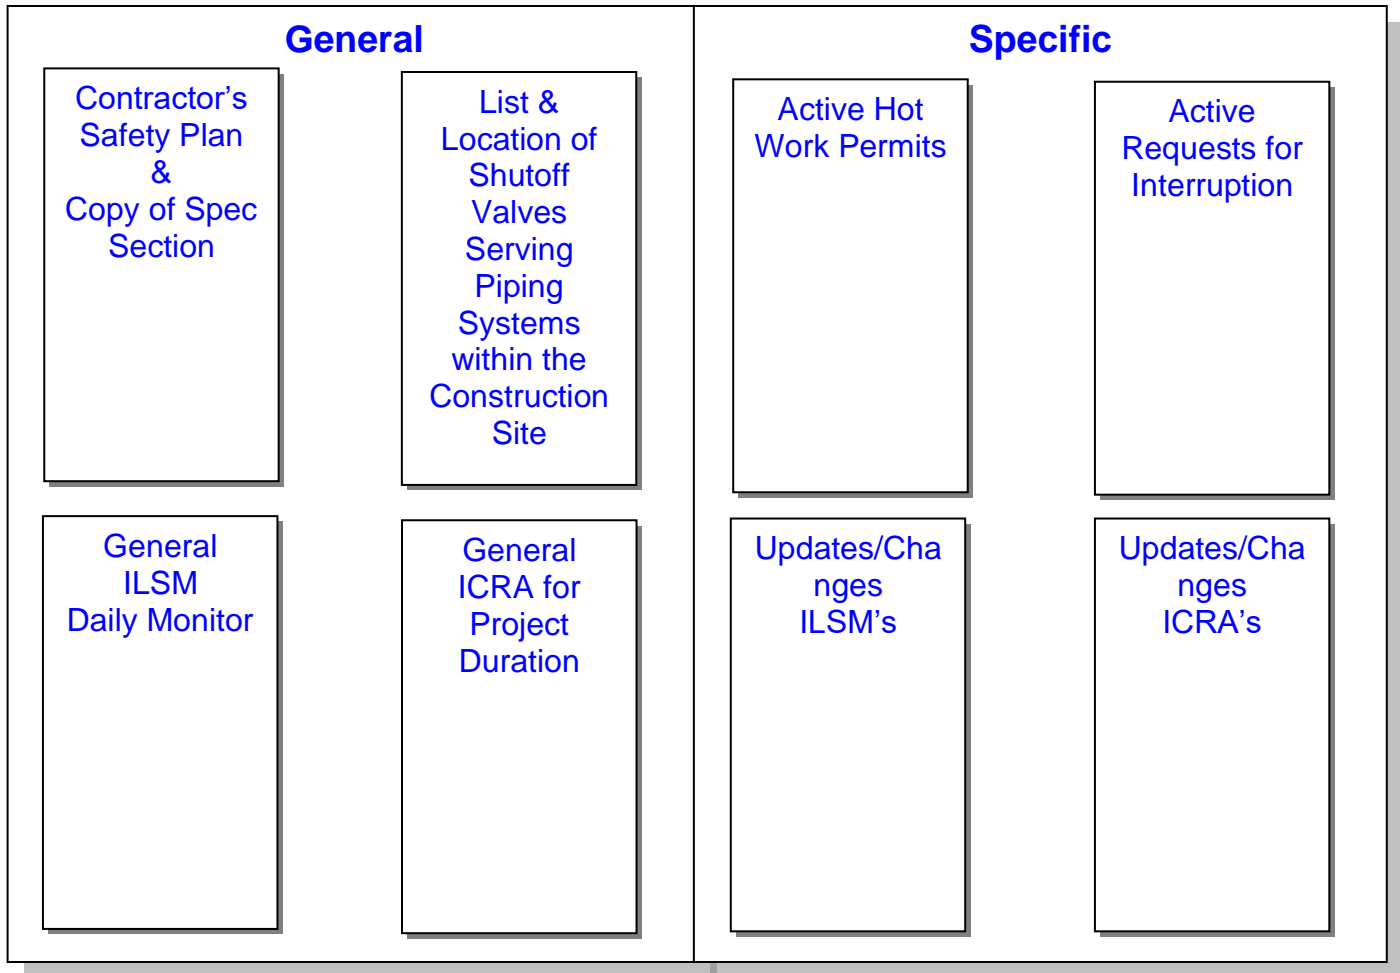 General
Contractor’s
Safety Plan
&
Copy of Spec
Section
List &
Location of
Shutoff
Valves
Serving
Piping
Systems
within the
Construction
Site
General
ILSM
Daily Monitor
General
ICRA for
Project
Duration
Specific
Active Hot
Work Permits
Active
Requests for
Interruption
Updates/Cha
nges
ILSM’s
Updates/Cha
nges
ICRA’s